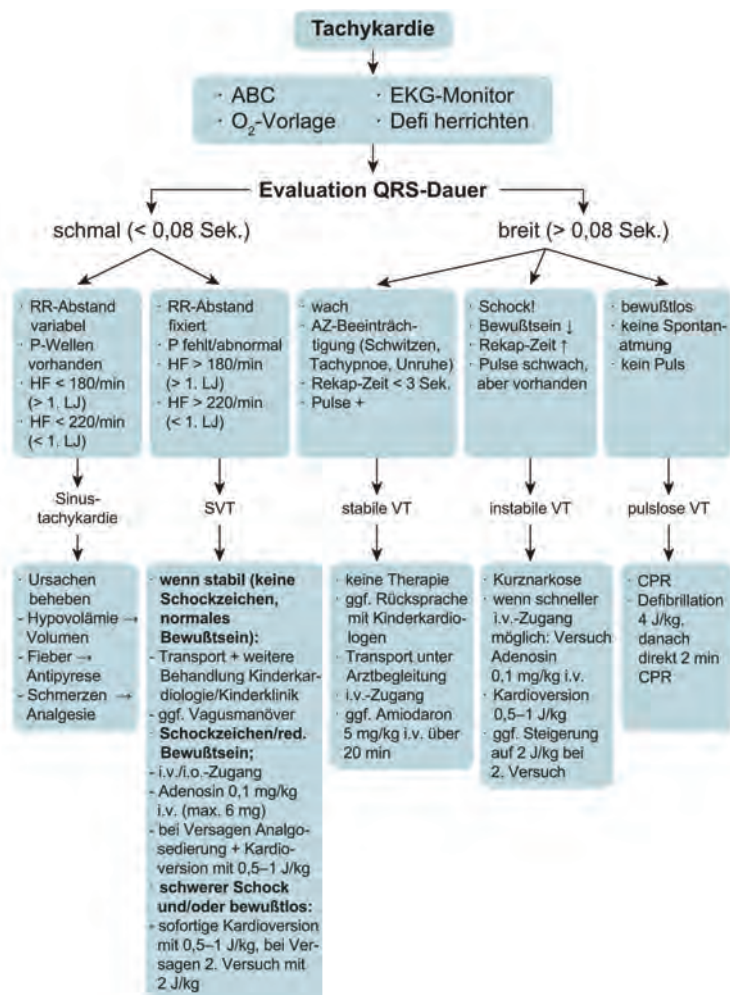 Tachykardie
· ABC
· O₂-Vorlage
· EKG-Monitor
· Defi herrichten
Evaluation QRS-Dauer
schmal (< 0,08 Sek.)
breit (> 0,08 Sek.)
· RR-Abstand
variabel
· P-Wellen
vorhanden
· HF < 180/min
(> 1. LJ)
· HF < 220/min
(< 1. LJ)
· RR-Abstand
fixiert
· P fehlt/abnormal
· HF > 180/min
(> 1. LJ)
· HF > 220/min
(< 1. LJ)
· wach
· AZ-Beeinträch-
tigung (Schwitzen,
Tachypnoe, Unruhe)
· Rekap-Zeit < 3 Sek.
· Pulse +
· Schock!
· Bewußtsein ↓
· Rekap-Zeit ↑
· Pulse schwach,
aber vorhanden
· bewußtlos
· keine Spontan-
atmung
· kein Puls
Sinus-
tachykardie
SVT
stabile VT
instabile VT
pulslose VT
· Ursachen
beheben
- Hypovolämie →
Volumen
- Fieber →
Antipyrese
- Schmerzen →
Analgesie
· wenn stabil (keine
Schockzeichen,
normales
Bewußtsein):
- Transport + weitere
Behandlung Kinderkar-
diologie/Kinderklinik
- ggf. Vagusmanöver
· Schockzeichen/red.
Bewußtsein;
- i.v./i.o.-Zugang
- Adenosin 0,1 mg/kg
i.v. (max. 6 mg)
- bei Versagen Analgo-
sedierung + Kardio-
version mit 0,5–1 J/kg
· schwerer Schock
und/oder bewußtlos:
- sofortige Kardioversion
mit 0,5–1 J/kg, bei Ver-
sagen 2. Versuch mit
2 J/kg
· keine Therapie
· ggf. Rücksprache
mit Kinderkardio-
logen
· Transport unter
Arztbegleitung
· i.v.-Zugang
· ggf. Amiodaron
5 mg/kg i.v. über
20 min
· Kurznarkose
· wenn schneller
i.v.-Zugang
möglich: Versuch
Adenosin
0,1 mg/kg i.v.
· Kardioversion
0,5–1 J/kg
· ggf. Steigerung
auf 2 J/kg bei
2. Versuch
· CPR
· Defibrillation
4 J/kg,
danach
direkt 2 min
CPR